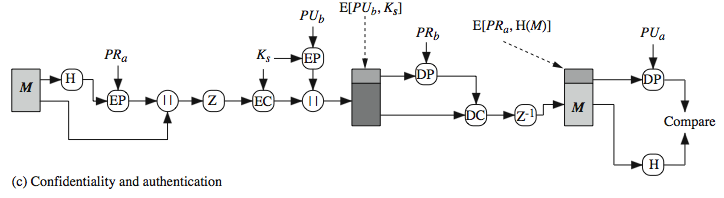 PUb E[PUb, Ks]
PRa Ks EP PRb E[PRa, H(M)] PUa
M H EP || Z EC || DP DC Z-1 M DP
Compare
H
(c) Confidentiality and authentication